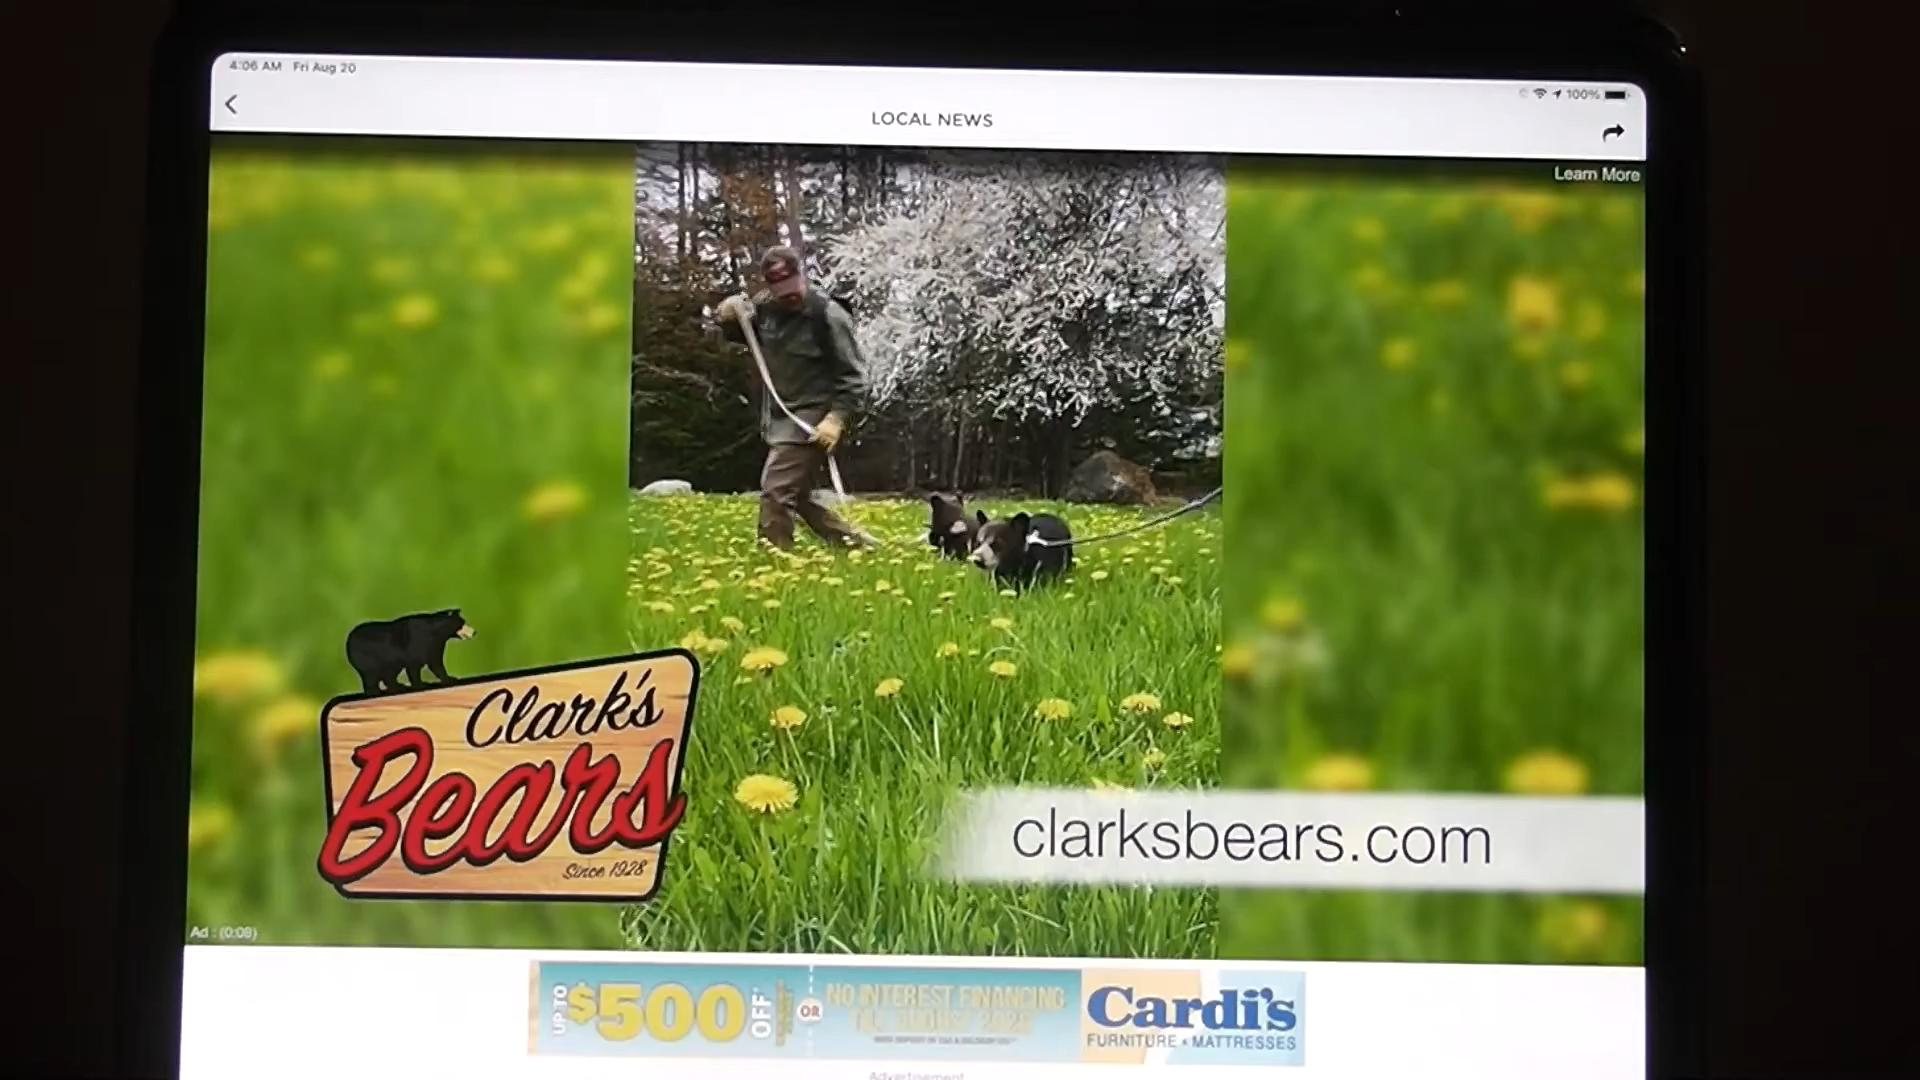 4:06 AM Fri Aug 20
100%
LOCAL NEWS
Learn More
Clark's
Bears
Since 1928
clarksbears.com
Ad : (0:08)
UP TO
$500
OFF*
OR
NO INTEREST FINANCING
Cardi's
FURNITURE & MATTRESSES
Advertisement